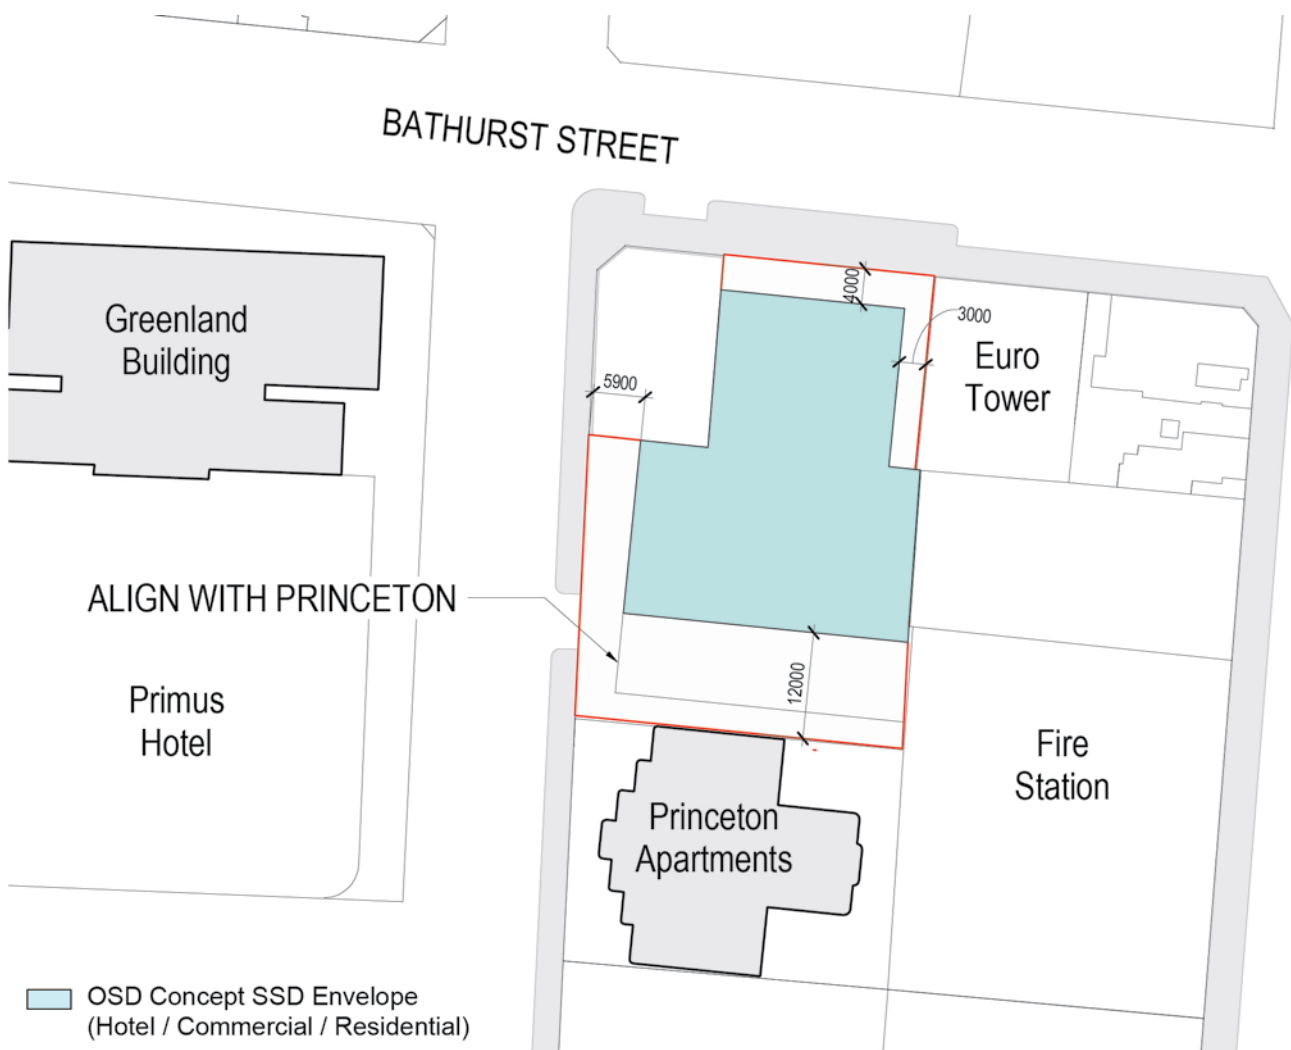 BATHURST STREET
Greenland
Building
4000
3000
Euro
Tower
5900
ALIGN WITH PRINCETON
12000
Primus
Hotel
Fire
Station
Princeton
Apartments
OSD Concept SSD Envelope
(Hotel / Commercial / Residential)